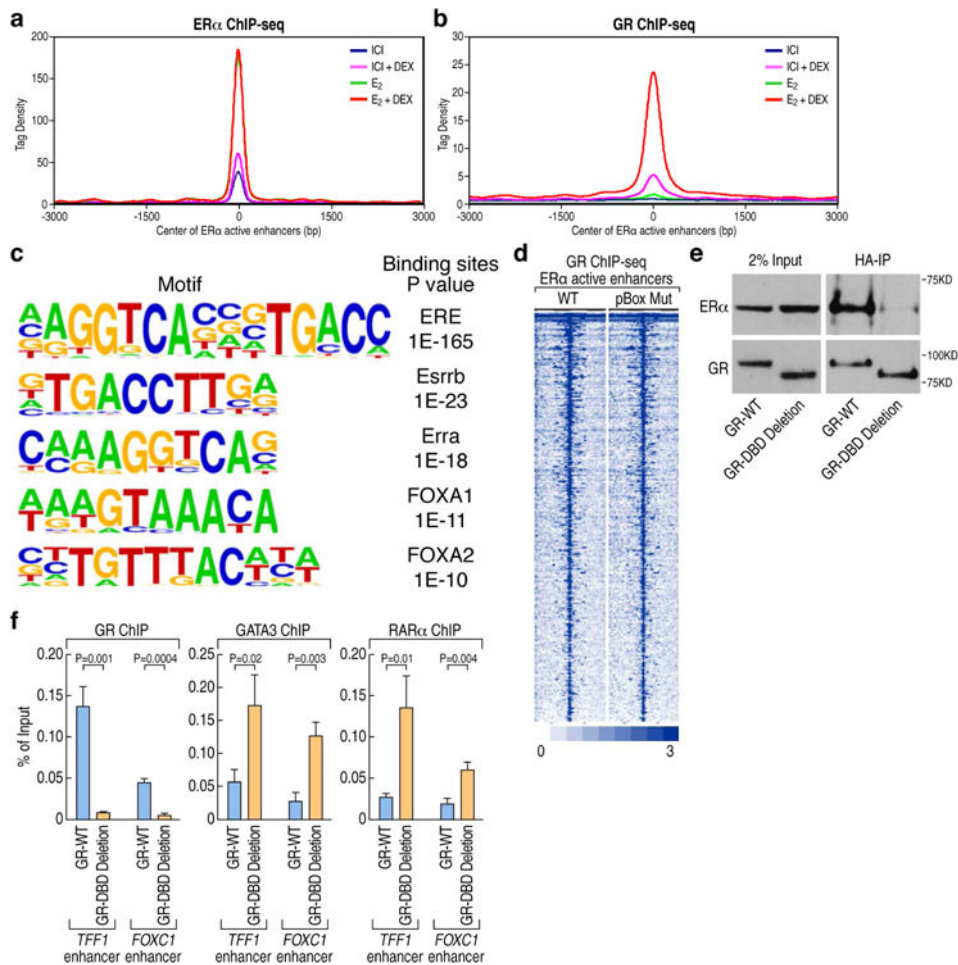 a
ERα ChIP-seq
200
150
100
50
0
Tag Density
ICI
ICI + DEX
E2
E2 + DEX
-3000 -1500 0 1500 3000
Center of ERα active enhancers (bp)
b
GR ChIP-seq
30
25
20
15
10
5
0
Tag Density
ICI
ICI + DEX
E2
E2 + DEX
-3000 -1500 0 1500 3000
Center of ERα active enhancers (bp)
c
Motif
Binding sites
P value
ERE
1E-165
Esrrb
1E-23
Erra
1E-18
FOXA1
1E-11
FOXA2
1E-10
d
GR ChIP-seq
ERα active enhancers
WT pBox Mut
0 3
e
2% Input HA-IP
ERα
-75KD
GR
-100KD
-75KD
GR-WT
GR-DBD Deletion
GR-WT
GR-DBD Deletion
f
% of Input
GR ChIP
0.20
0.15
0.10
0.05
0
P=0.001 P=0.0004
GR-WT
GR-DBD Deletion
GR-WT
GR-DBD Deletion
TFF1 enhancer
FOXC1 enhancer
GATA3 ChIP
0.25
0.20
0.15
0.10
0.05
0
P=0.02 P=0.003
GR-WT
GR-DBD Deletion
GR-WT
GR-DBD Deletion
TFF1 enhancer
FOXC1 enhancer
RARα ChIP
0.20
0.15
0.10
0.05
0
P=0.01 P=0.004
GR-WT
GR-DBD Deletion
GR-WT
GR-DBD Deletion
TFF1 enhancer
FOXC1 enhancer